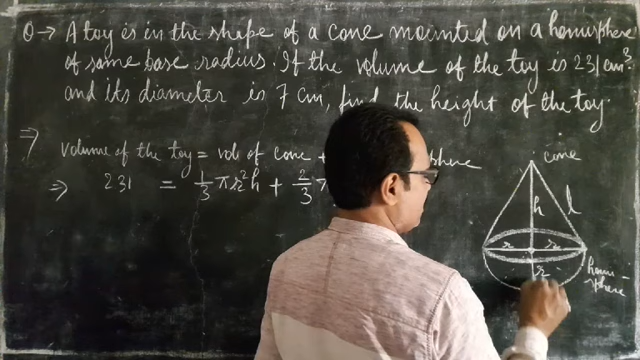 Q → A toy is in the shape of a cone mounted on a hemisphere
of same base radius. If the volume of the toy is 231 cm³
and its diameter is 7 cm, find the height of the toy.
⇒
Volume of the toy = vol. of cone + sphere
⇒ 231 = 1/3 πr²h + 2/3
cone
h l
r r
r
hemi-
sphere